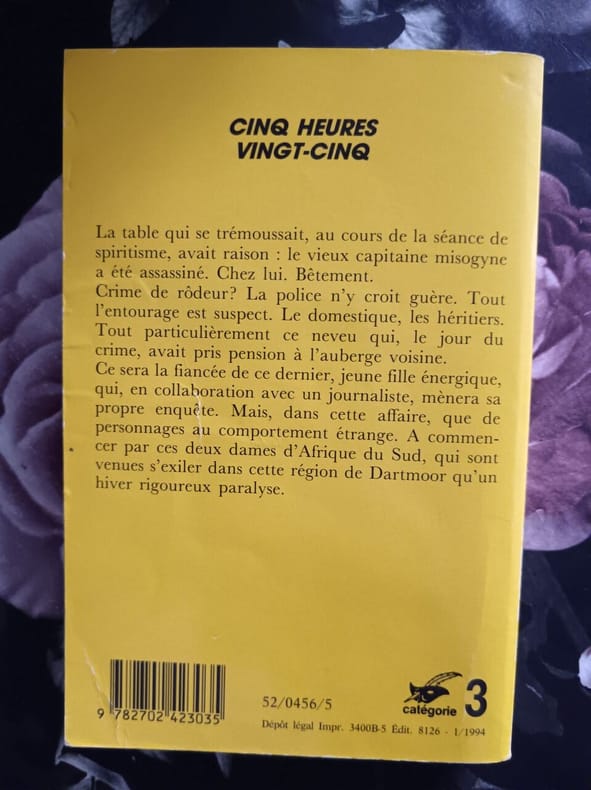 CINQ HEURES
VINGT-CINQ
La table qui se trémoussait, au cours de la séance de
spiritisme, avait raison : le vieux capitaine misogyne
a été assassiné. Chez lui. Bêtement.
Crime de rôdeur? La police n'y croit guère. Tout
l'entourage est suspect. Le domestique, les héritiers.
Tout particulièrement ce neveu qui, le jour du
crime, avait pris pension à l'auberge voisine.
Ce sera la fiancée de ce dernier, jeune fille énergique,
qui, en collaboration avec un journaliste, mènera sa
propre enquête. Mais, dans cette affaire, que de
personnages au comportement étrange. A commen-
cer par ces deux dames d'Afrique du Sud, qui sont
venues s'exiler dans cette région de Dartmoor qu'un
hiver rigoureux paralyse.
9 782702 423035
52/0456/5
catégorie 3
Dépôt légal Impr. 3400B-5 Édit. 8126 - 1/1994